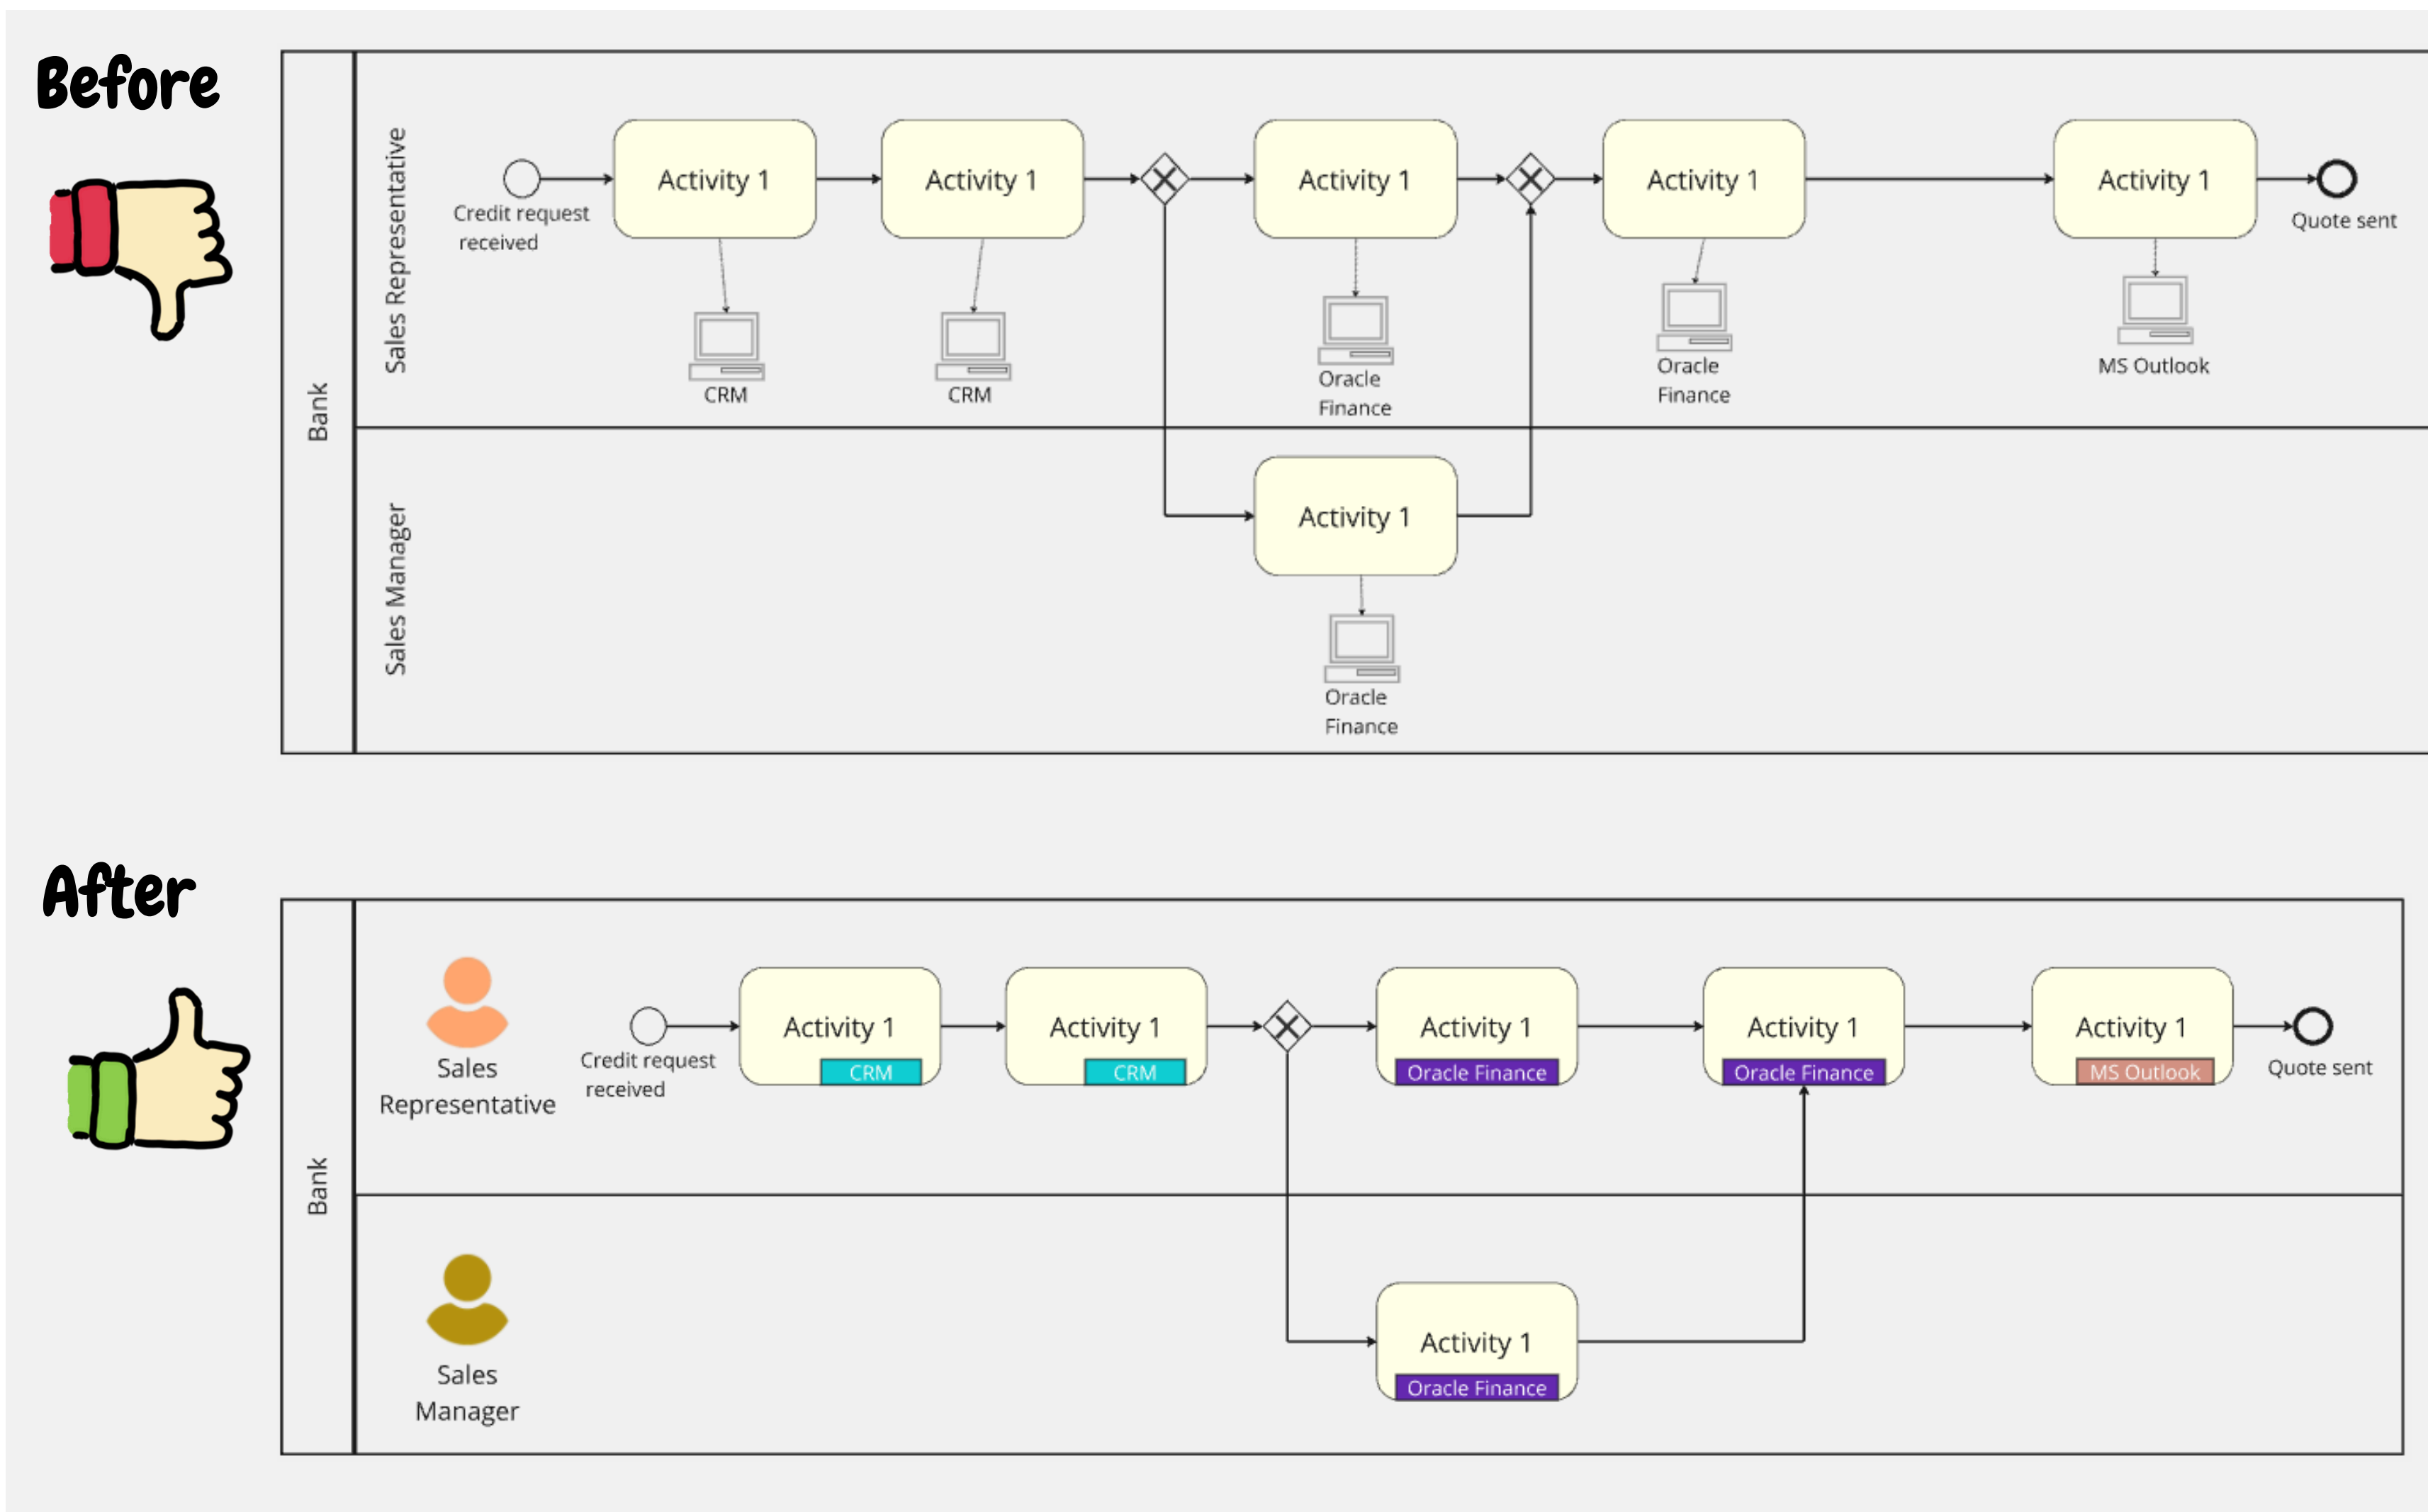 Before
Bank
Sales Representative
Credit request
received
Activity 1
Activity 1
Activity 1
Activity 1
Activity 1
Quote sent
CRM
CRM
Oracle
Finance
Oracle
Finance
MS Outlook
Sales Manager
Activity 1
Oracle
Finance
After
Bank
Sales
Representative
Credit request
received
Activity 1
CRM
Activity 1
CRM
Activity 1
Oracle Finance
Activity 1
Oracle Finance
Activity 1
MS Outlook
Quote sent
Sales
Manager
Activity 1
Oracle Finance